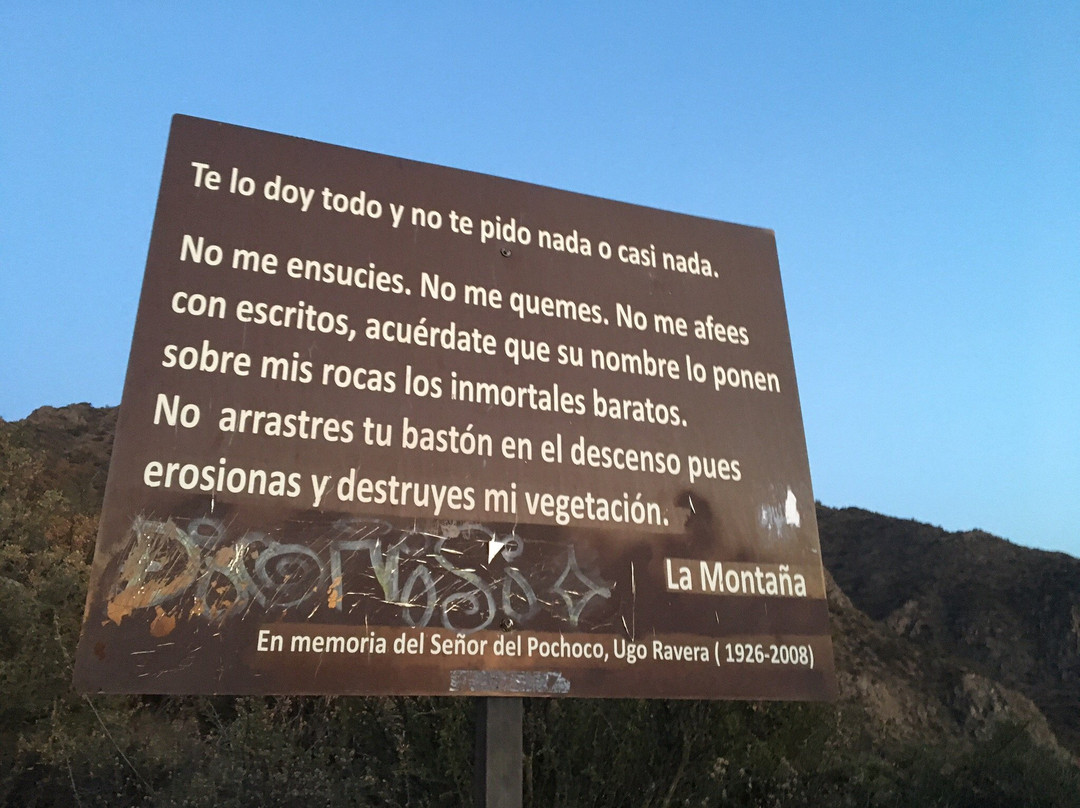 Te lo doy todo y no te pido nada o casi nada.
No me ensucies. No me quemes. No me afees
con escritos, acuérdate que su nombre lo ponen
sobre mis rocas los inmortales baratos.
No arrastres tu bastón en el descenso pues
erosionas y destruyes mi vegetación.
La Montaña
En memoria del Señor del Pochoco, Ugo Ravera ( 1926-2008)